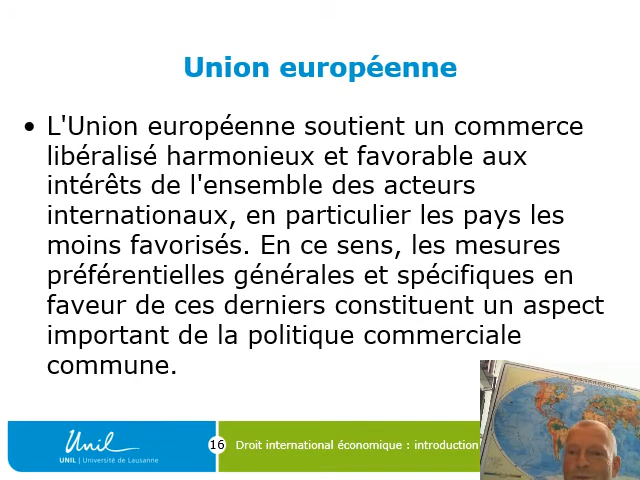 Union européenne
• L'Union européenne soutient un commerce
libéralisé harmonieux et favorable aux
intérêts de l'ensemble des acteurs
internationaux, en particulier les pays les
moins favorisés. En ce sens, les mesures
préférentielles générales et spécifiques en
faveur de ces derniers constituent un aspect
important de la politique commerciale
commune.
Unil
UNIL | Université de Lausanne
16
Droit international économique : introduction